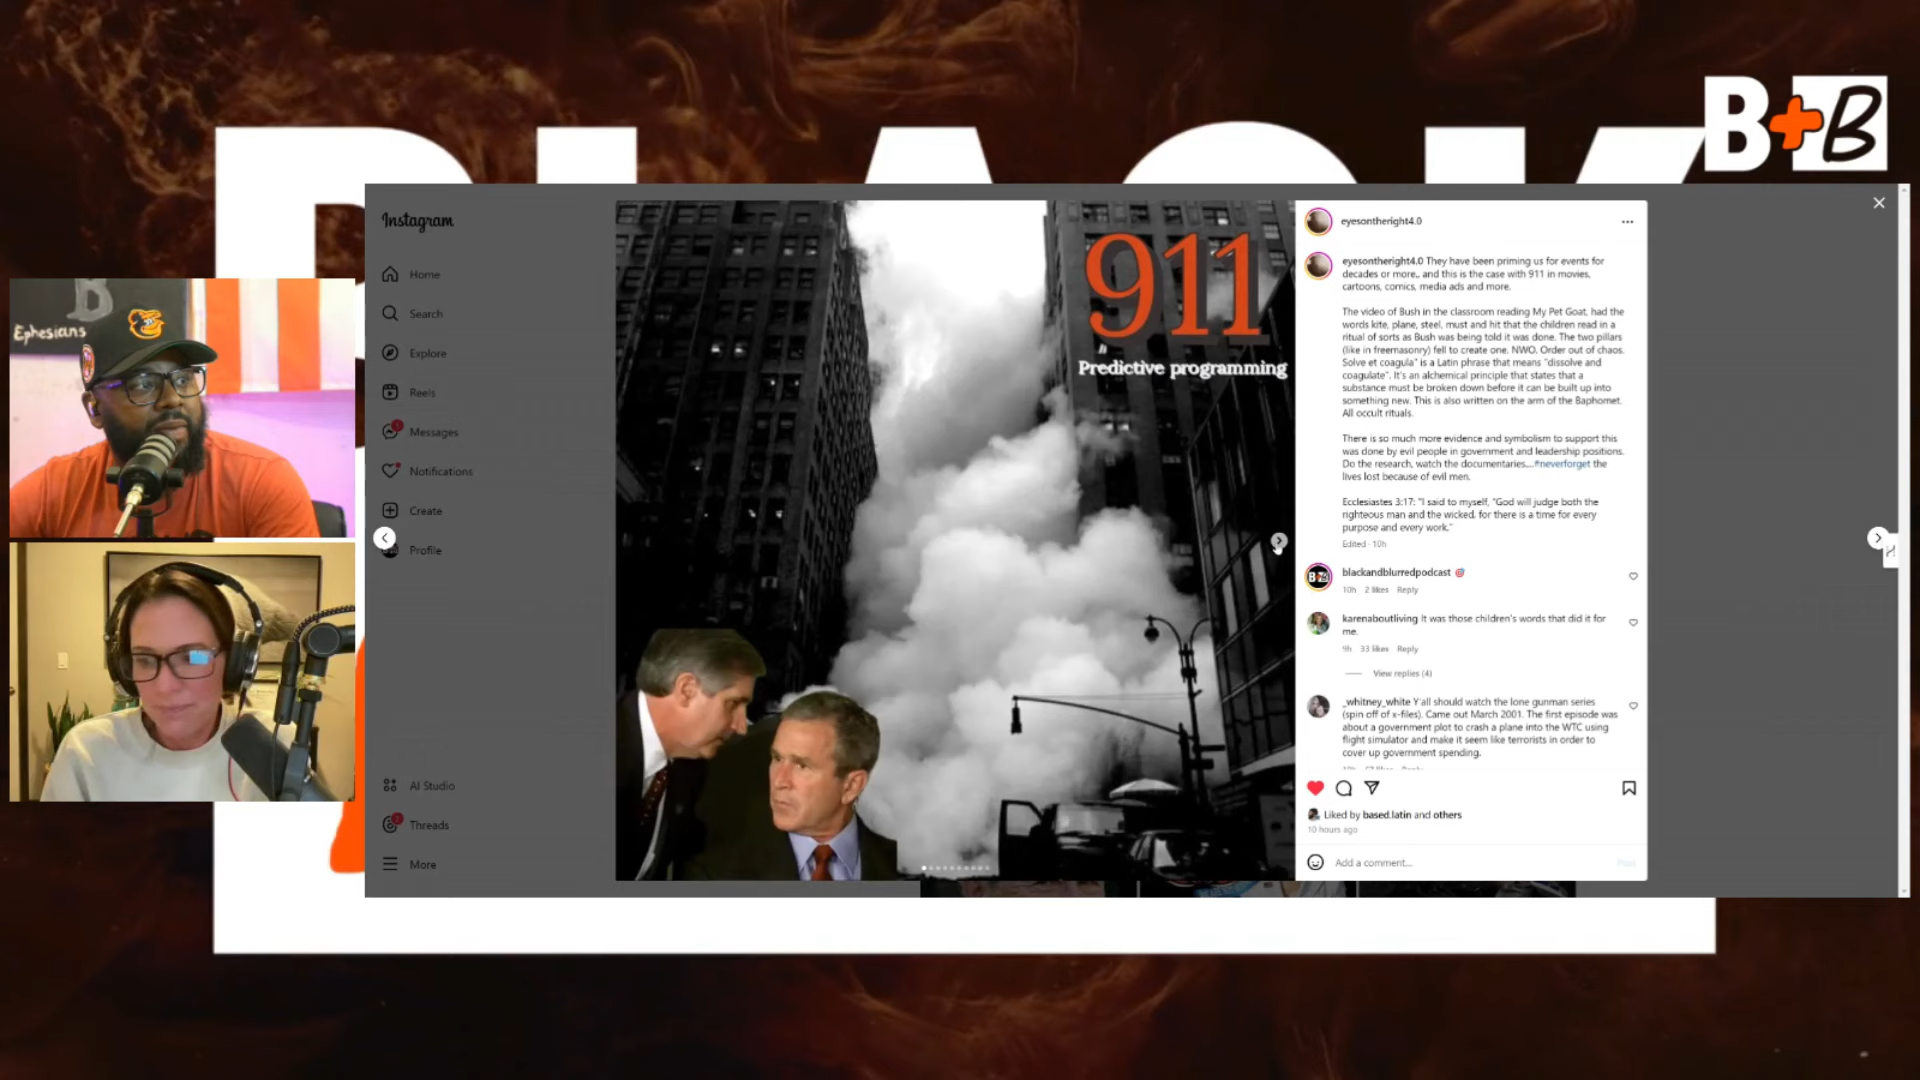 BLACK
B+B
Ephesians
B
Instagram
Home
Search
Explore
Reels
Messages
Notifications
Create
Profile
AI Studio
Threads
More
911
Predictive programming
eyesontheright4.0
eyesontheright4.0 They have been priming us for events for
decades or more,. and this is the case with 911 in movies,
cartoons, comics, media ads and more.
The video of Bush in the classroom reading My Pet Goat, had the
words kite, plane, steel, must and hit that the children read in a
ritual of sorts as Bush was being told it was done. The two pillars
(like in freemasonry) fell to create one. NWO. Order out of chaos.
Solve et coagula" is a Latin phrase that means "dissolve and
coagulate". It's an alchemical principle that states that a
substance must be broken down before it can be built up into
something new. This is also written on the arm of the Baphomet.
All occult rituals.
There is so much more evidence and symbolism to support this
was done by evil people in government and leadership positions.
Do the research, watch the documentaries....#neverforget the
lives lost because of evil men.
Ecclesiastes 3:17: "I said to myself, "God will judge both the
righteous man and the wicked, for there is a time for every
purpose and every work."
Edited · 10h
blackandblurredpodcast
10h 2 likes Reply
karenaboutliving It was those children's words that did it for
me.
9h 33 likes Reply
View replies (4)
_whitney_white Y'all should watch the lone gunman series
(spin off of x-files). Came out March 2001. The first episode was
about a government plot to crash a plane into the WTC using
flight simulator and make it seem like terrorists in order to
cover up government spending.
Liked by based.latin and others
10 hours ago
Add a comment...
Post